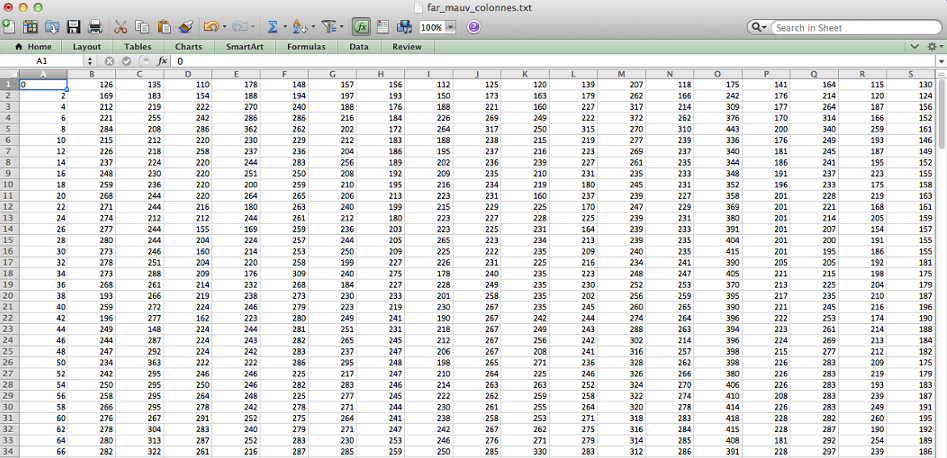 far_mauv_colonnes.txt
100% Search in Sheet
Home Layout Tables Charts SmartArt Formulas Data Review
A1 fx 0
A B C D E F G H I J K L M N O P Q R S
1 0 126 135 110 178 148 157 156 112 125 120 139 207 118 175 141 164 115 130
2 2 169 183 154 188 194 197 193 150 173 163 179 262 166 242 176 214 120 124
3 4 212 219 222 270 240 188 176 188 221 160 227 317 214 309 177 264 187 156
4 6 221 255 242 286 286 216 184 226 269 249 222 372 262 376 170 314 166 152
5 8 284 208 286 362 262 202 172 264 317 250 315 270 310 443 200 340 259 161
6 10 215 212 220 230 229 212 183 188 238 215 219 277 239 336 176 249 193 146
7 12 226 218 258 237 236 204 186 195 237 216 223 269 237 340 181 245 187 149
8 14 237 224 220 244 283 256 189 202 236 239 227 261 235 344 186 241 195 152
9 16 248 230 220 251 250 208 192 209 235 210 231 235 233 348 191 237 223 155
10 18 259 236 220 200 259 210 195 216 234 219 180 245 231 352 196 233 175 158
11 20 268 244 220 264 265 206 213 223 231 160 237 239 227 358 201 228 219 163
12 22 271 244 216 180 263 240 199 215 229 225 170 247 229 369 201 221 168 161
13 24 274 212 212 244 261 212 180 223 227 228 225 239 231 380 201 214 205 159
14 26 277 244 155 169 259 236 203 223 225 231 164 239 233 391 201 207 154 157
15 28 280 244 204 224 257 244 205 265 223 234 213 239 235 404 201 200 191 155
16 30 273 246 160 214 253 250 209 225 222 235 209 240 235 415 201 195 186 155
17 32 278 251 204 220 258 199 227 226 231 225 216 234 241 390 205 205 192 181
18 34 273 288 209 176 309 240 275 178 240 235 223 248 247 405 221 215 198 175
19 36 268 261 214 232 268 184 227 228 249 235 230 252 253 370 213 225 204 179
20 38 193 266 219 238 273 230 233 201 258 235 202 256 259 395 217 235 210 187
21 40 259 272 224 246 279 223 219 230 267 235 245 260 265 390 221 245 216 196
22 42 196 277 162 223 280 249 241 190 267 242 244 274 264 396 222 253 174 190
23 44 249 148 224 244 281 251 231 218 267 249 243 288 263 394 223 261 214 188
24 46 244 287 224 243 282 265 245 212 267 256 242 302 214 396 224 269 213 184
25 48 247 292 224 242 283 237 247 206 267 208 241 316 257 398 215 277 212 182
26 50 234 363 222 222 286 295 248 198 265 271 236 328 262 398 226 283 209 175
27 52 242 295 246 246 225 217 247 210 264 225 246 326 266 380 226 283 219 179
28 54 250 295 250 246 282 283 246 214 263 263 252 324 270 406 226 283 193 183
29 56 258 295 264 248 225 277 245 222 262 259 258 322 274 410 208 283 239 187
30 58 266 295 278 242 278 271 244 230 261 255 264 320 278 414 226 283 249 191
31 60 276 267 291 252 275 264 241 238 258 253 271 318 283 418 228 282 260 195
32 62 278 304 283 240 279 271 247 242 267 262 275 316 284 415 228 287 190 192
33 64 280 313 287 252 283 230 253 246 276 271 279 314 285 408 181 292 254 189
34 66 282 322 261 216 287 285 259 250 285 330 283 312 286 391 228 297 239 186